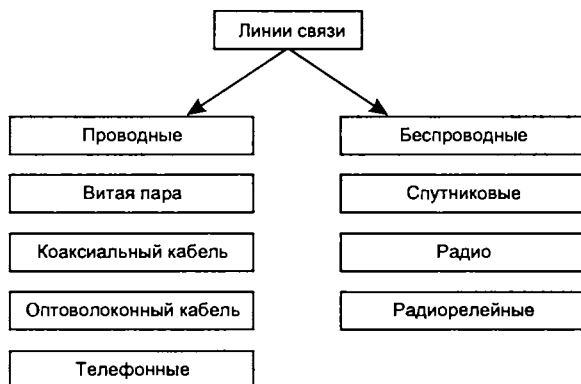 Линии связи
Проводные
Беспроводные
Витая пара
Спутниковые
Коаксиальный кабель
Радио
Оптоволоконный кабель
Радиорелейные
Телефонные